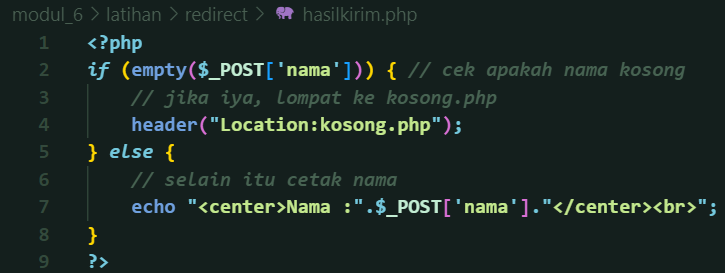 modul_6 > latihan > redirect > hasilkirim.php
1 <?php
2 if (empty($_POST['nama'])) { // cek apakah nama kosong
3 // jika iya, lompat ke kosong.php
4 header("Location:kosong.php");
5 } else {
6 // selain itu cetak nama
7 echo "<center>Nama :".$_POST['nama']."</center><br>";
8 }
9 ?>